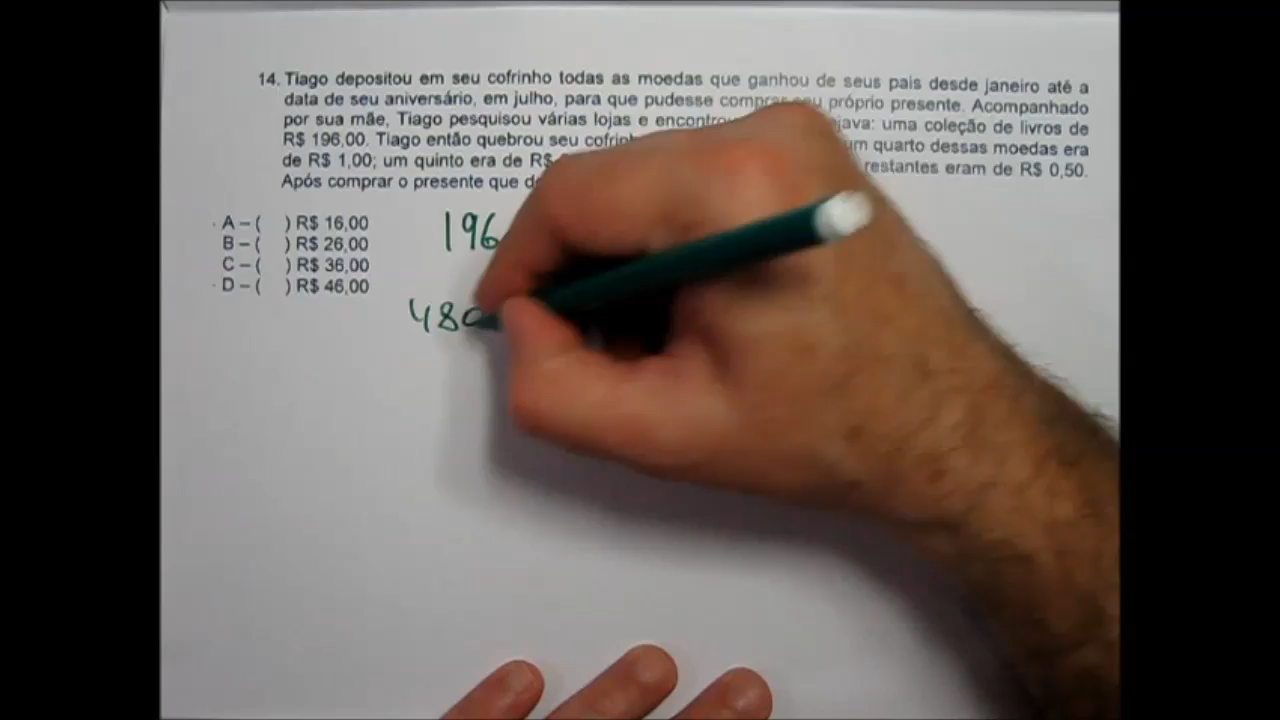 14. Tiago depositou em seu cofrinho todas as moedas que ganhou de seus pais desde janeiro até a
data de seu aniversário, em julho, para que pudesse comprar seu próprio presente. Acompanhado
por sua mãe, Tiago pesquisou várias lojas e encontrou uma coleção de livros de
R$ 196,00. Tiago então quebrou seu um quarto dessas moedas era
de R$ 1,00; um quinto era de R$ restantes eram de R$ 0,50.
Após comprar o presente que
A – ( ) R$ 16,00
B – ( ) R$ 26,00
C – ( ) R$ 36,00
D – ( ) R$ 46,00
196
480